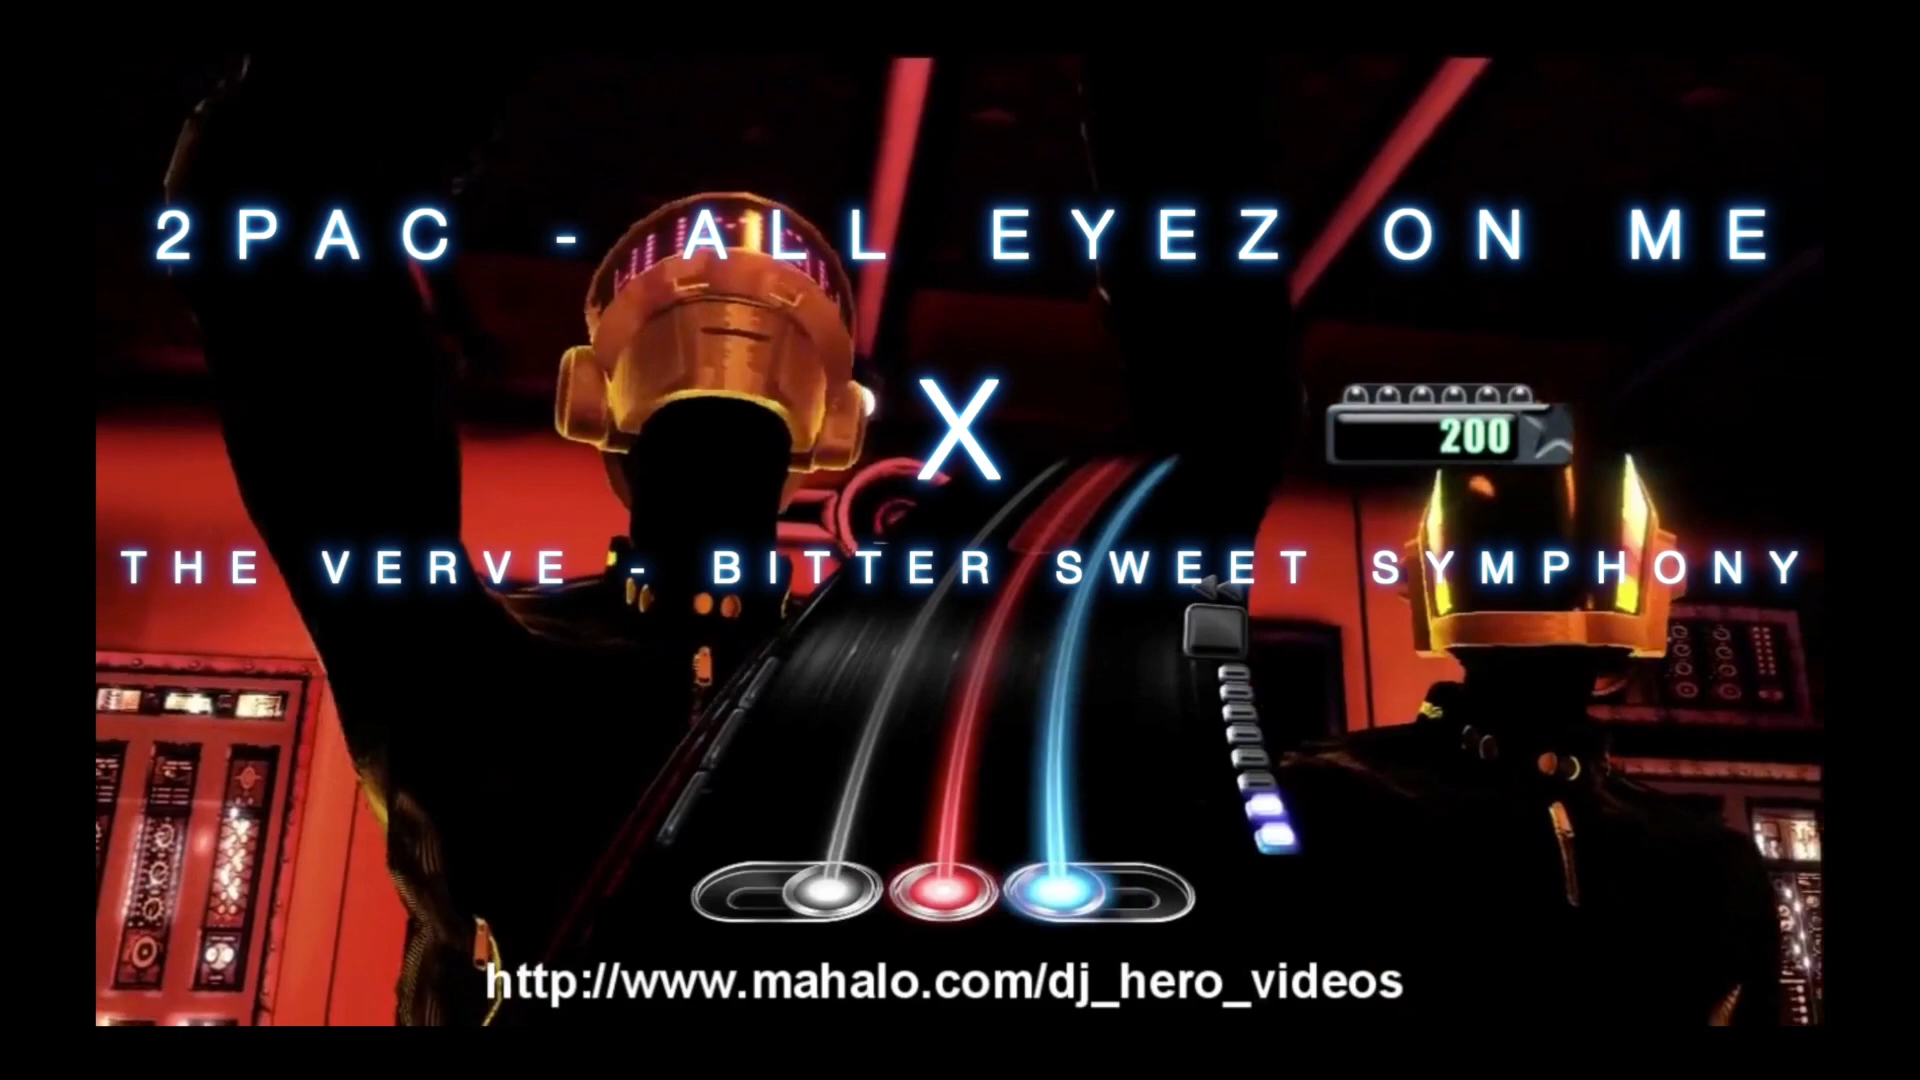 2PAC - ALL EYEZ ON ME
X
200
THE VERVE - BITTER SWEET SYMPHONY
http://www.mahalo.com/dj_hero_videos